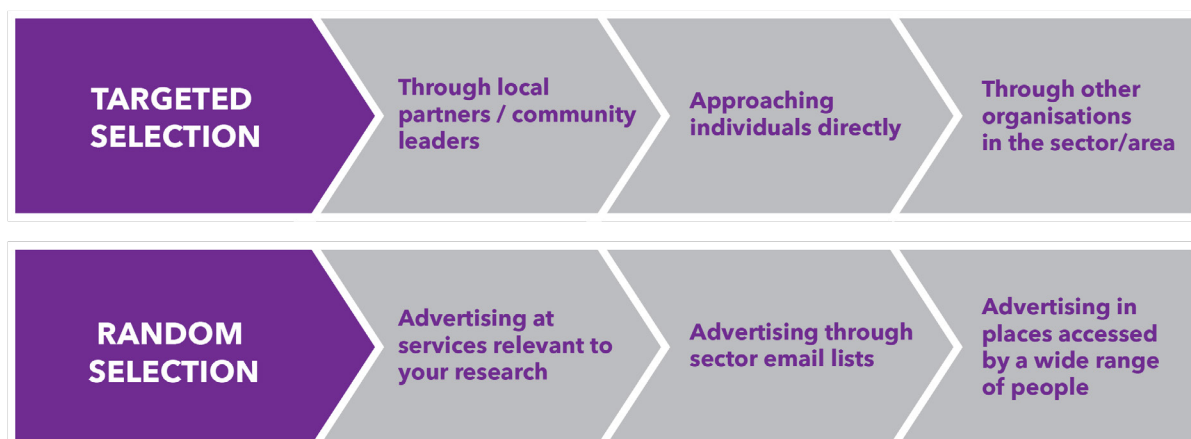 TARGETED
SELECTION
Through local
partners / community
leaders
Approaching
individuals directly
Through other
organisations
in the sector/area
RANDOM
SELECTION
Advertising at
services relevant to
your research
Advertising through
sector email lists
Advertising in
places accessed
by a wide range
of people